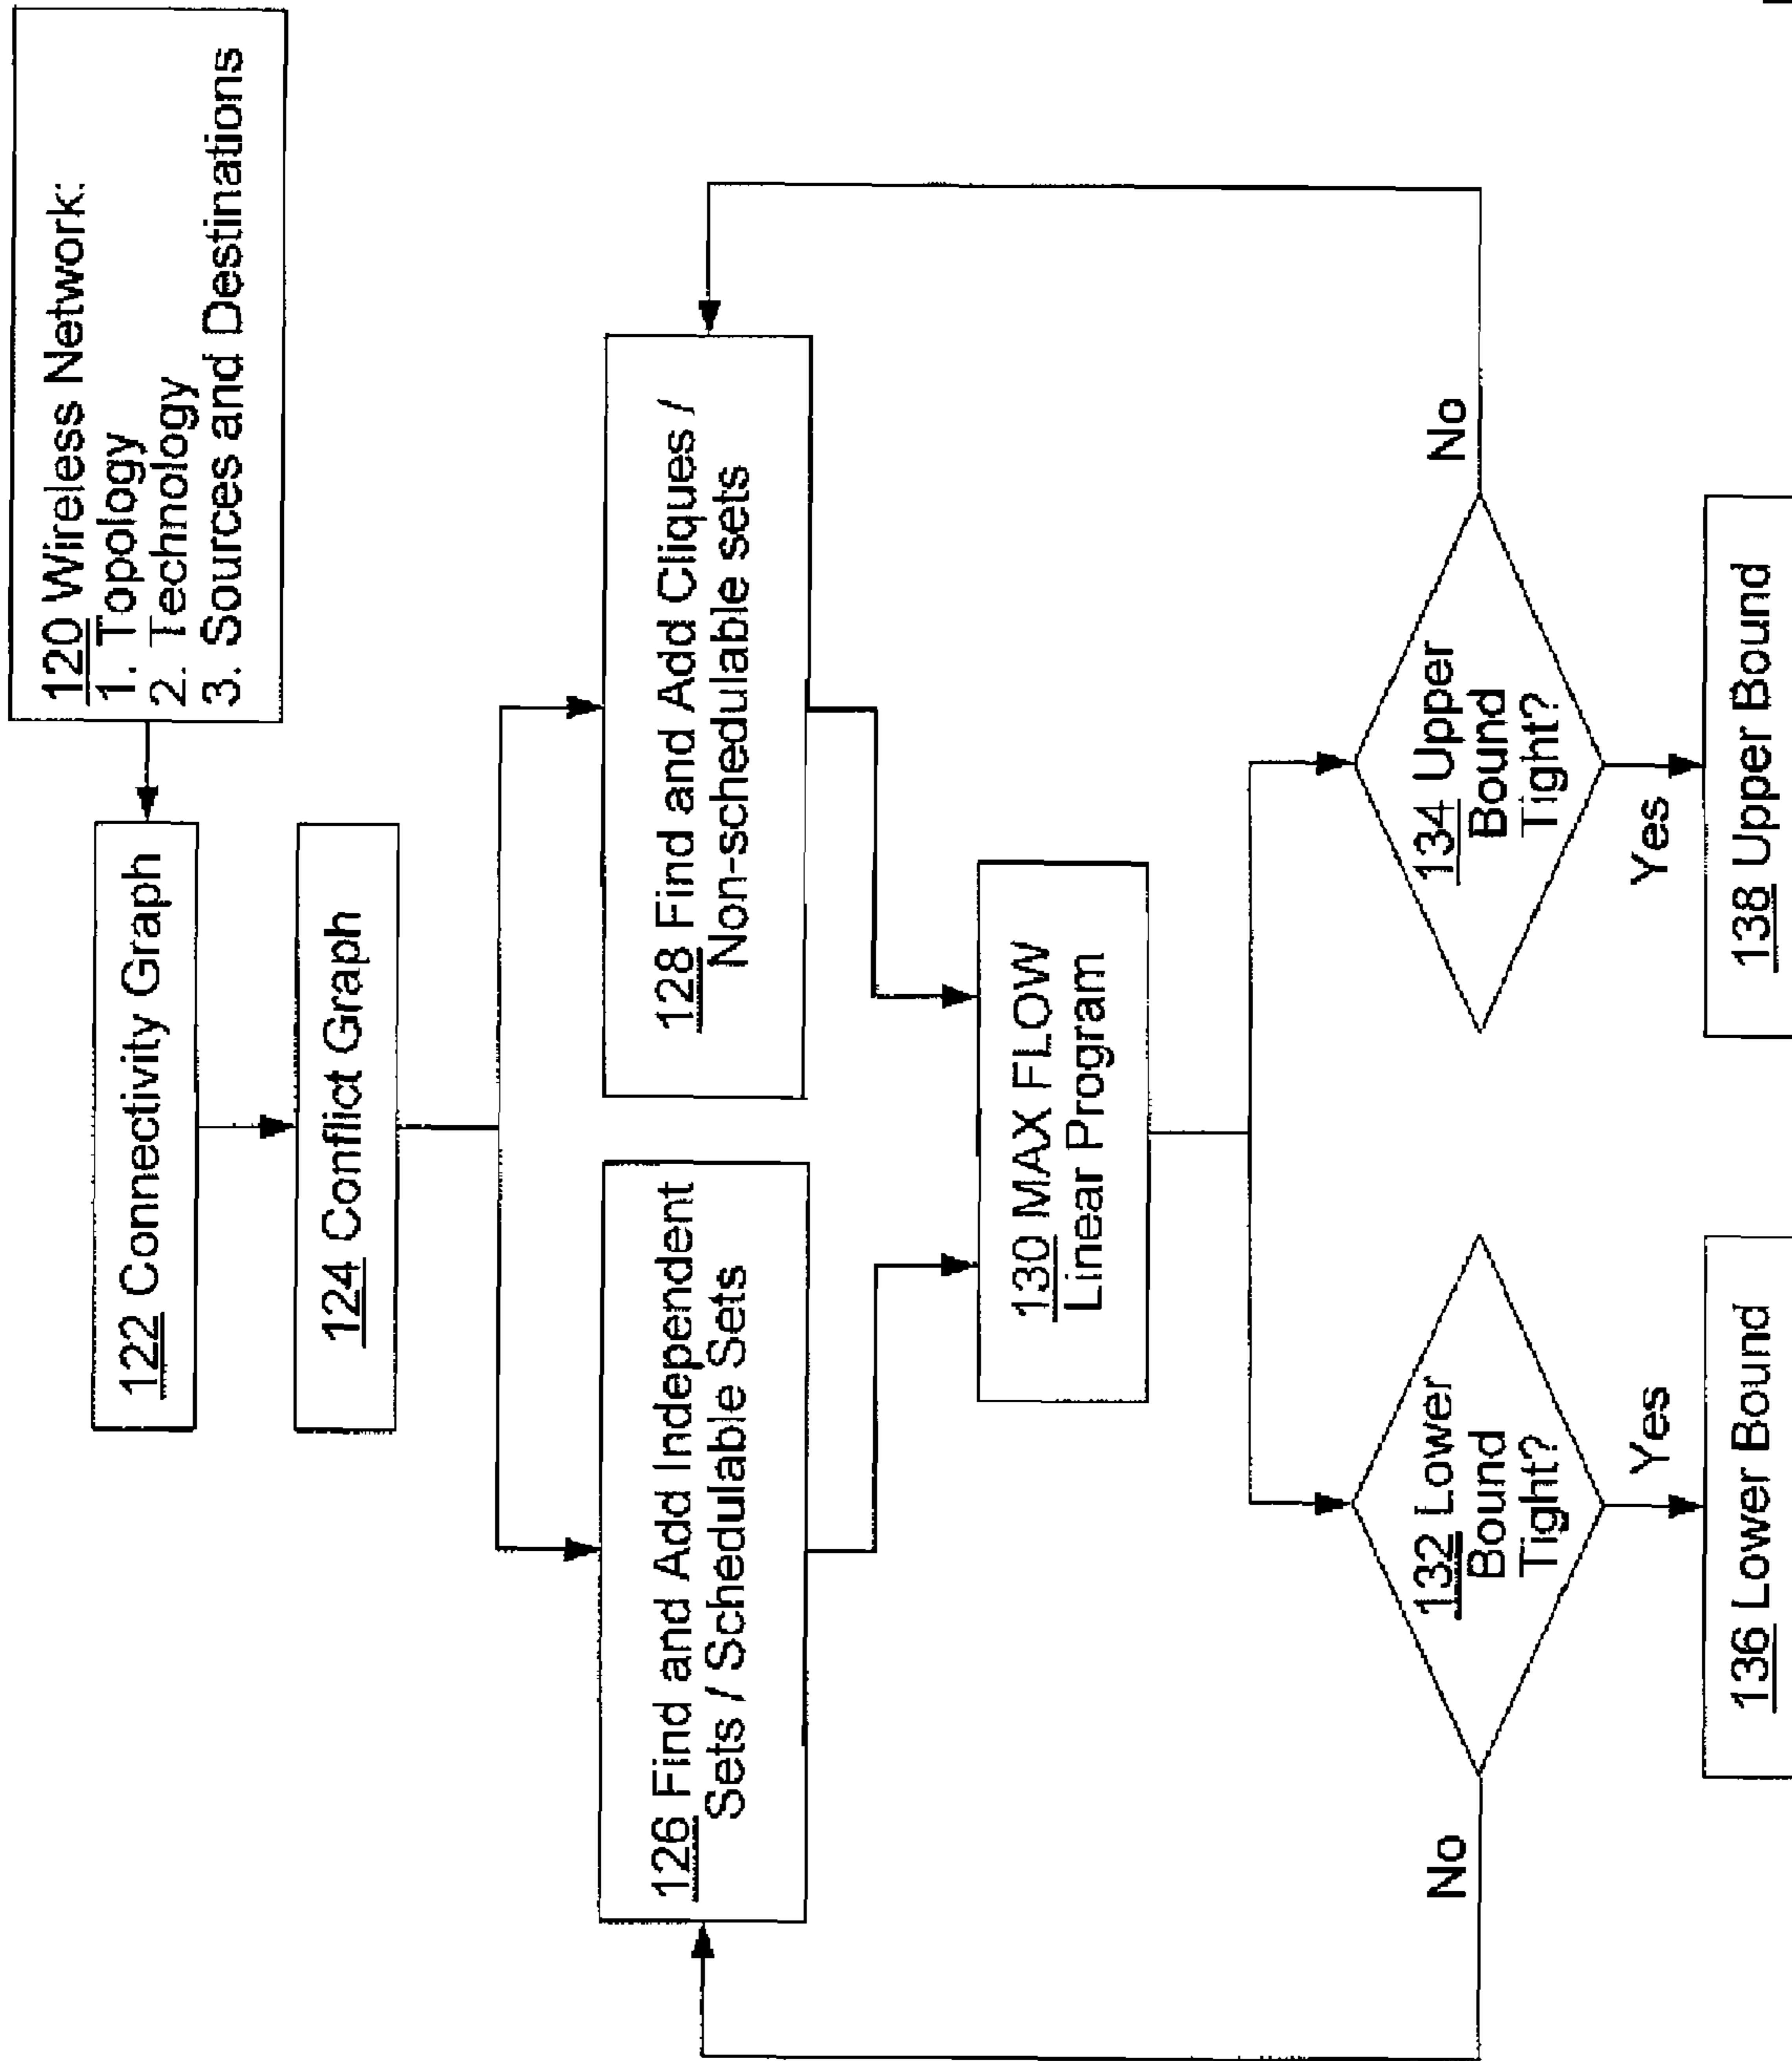 120 Wireless Network:
1. Topology
2. Technology
3. Sources and Destinations
122 Connectivity Graph
124 Conflict Graph
126 Find and Add Independent
Sets / Schedulable Sets
128 Find and Add Cliques /
Non-schedulable sets
130 MAX FLOW
Linear Program
132 Lower
Bound
Tight?
No
Yes
134 Upper
Bound
Tight?
No
Yes
136 Lower Bound
138 Upper Bound